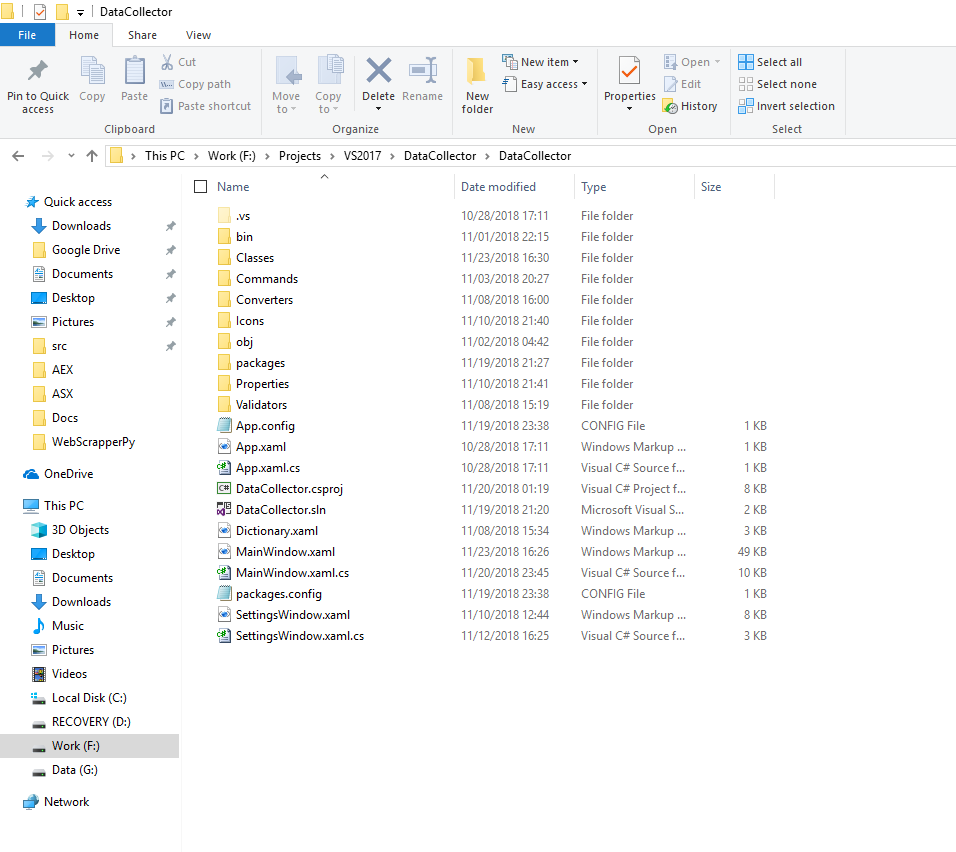 DataCollector
File Home Share View
Pin to Quick access
Copy
Paste
Cut
Copy path
Paste shortcut
Clipboard
Move to
Copy to
Delete
Rename
Organize
New folder
New item
Easy access
New
Properties
Open
Edit
History
Open
Select all
Select none
Invert selection
Select
This PC Work (F:) Projects VS2017 DataCollector DataCollector
Quick access
Downloads
Google Drive
Documents
Desktop
Pictures
src
AEX
ASX
Docs
WebScrapperPy
OneDrive
This PC
3D Objects
Desktop
Documents
Downloads
Music
Pictures
Videos
Local Disk (C:)
RECOVERY (D:)
Work (F:)
Data (G:)
Network
Name Date modified Type Size
.vs 10/28/2018 17:11 File folder
bin 11/01/2018 22:15 File folder
Classes 11/23/2018 16:30 File folder
Commands 11/03/2018 20:27 File folder
Converters 11/08/2018 16:00 File folder
Icons 11/10/2018 21:40 File folder
obj 11/02/2018 04:42 File folder
packages 11/19/2018 21:27 File folder
Properties 11/10/2018 21:41 File folder
Validators 11/08/2018 15:19 File folder
App.config 11/19/2018 23:38 CONFIG File 1 KB
App.xaml 10/28/2018 17:11 Windows Markup ... 1 KB
App.xaml.cs 10/28/2018 17:11 Visual C# Source f... 1 KB
DataCollector.csproj 11/20/2018 01:19 Visual C# Project f... 8 KB
DataCollector.sln 11/19/2018 21:20 Microsoft Visual S... 2 KB
Dictionary.xaml 11/08/2018 15:34 Windows Markup ... 3 KB
MainWindow.xaml 11/23/2018 16:26 Windows Markup ... 49 KB
MainWindow.xaml.cs 11/20/2018 23:45 Visual C# Source f... 10 KB
packages.config 11/19/2018 23:38 CONFIG File 1 KB
SettingsWindow.xaml 11/10/2018 12:44 Windows Markup ... 8 KB
SettingsWindow.xaml.cs 11/12/2018 16:25 Visual C# Source f... 3 KB